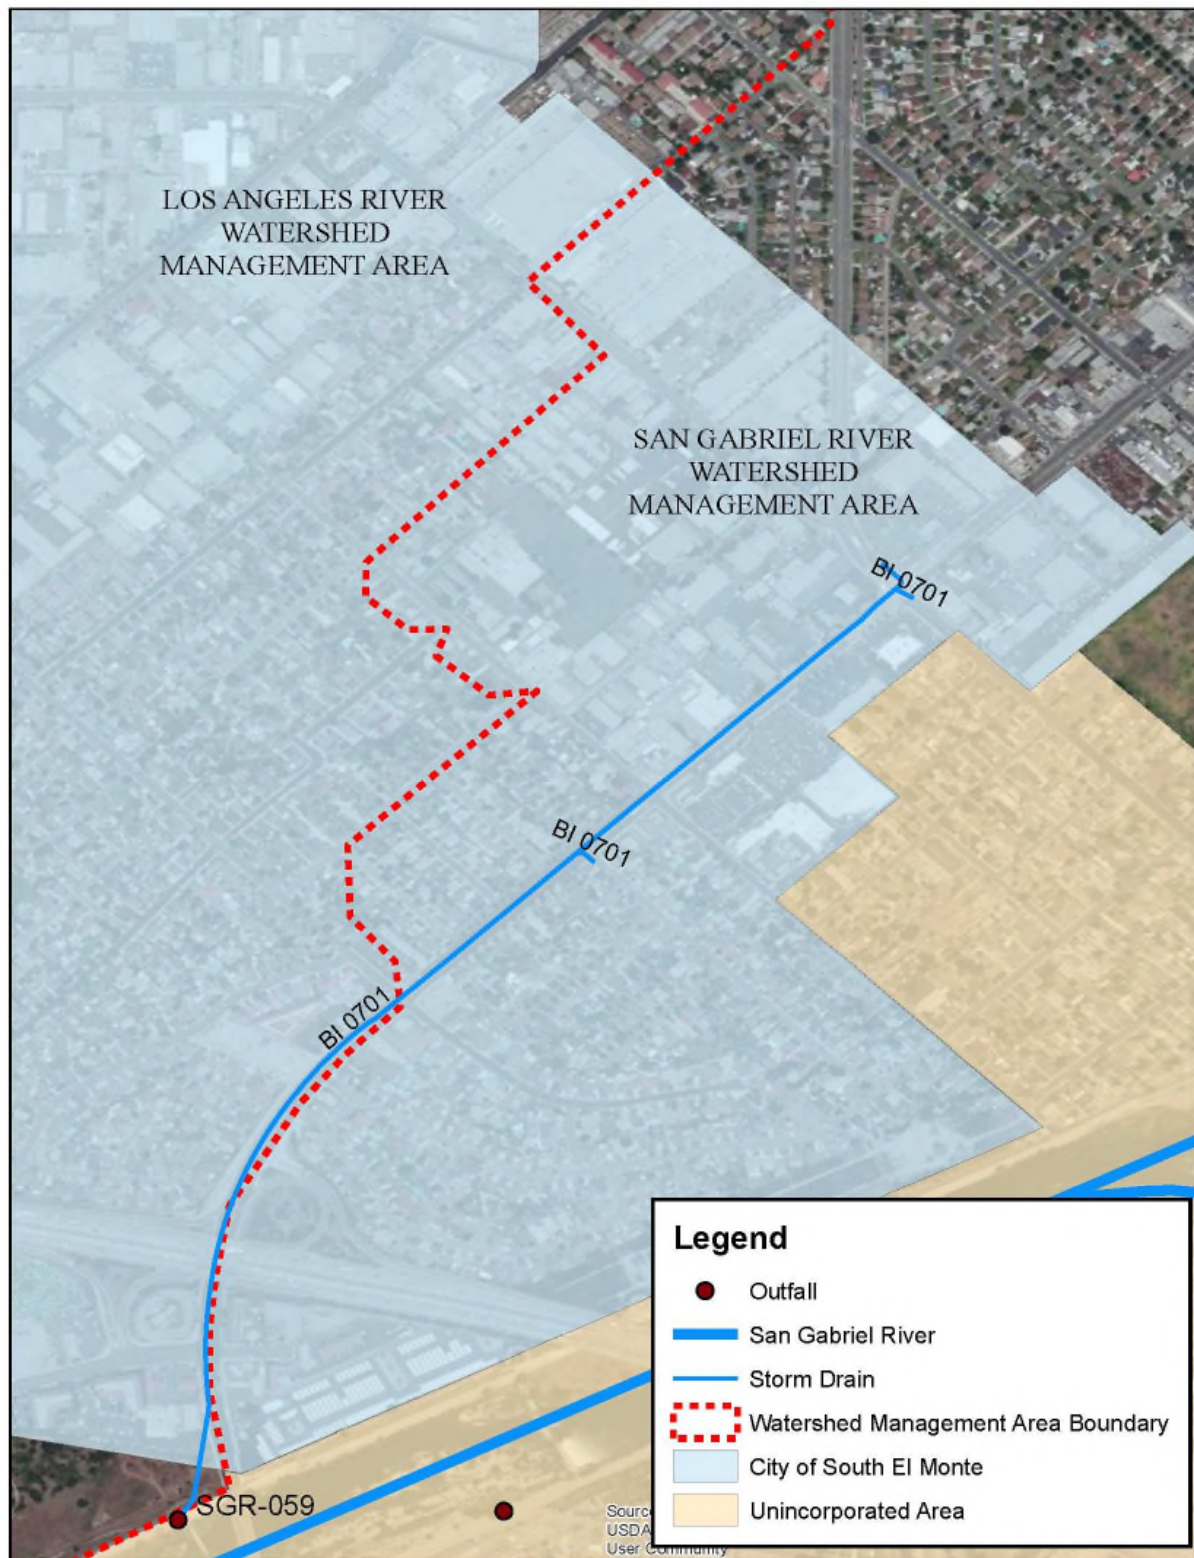 LOS ANGELES RIVER
WATERSHED
MANAGEMENT AREA
SAN GABRIEL RIVER
WATERSHED
MANAGEMENT AREA
BI 0701
BI 0701
BI 0701
SGR-059
Legend
Outfall
San Gabriel River
Storm Drain
Watershed Management Area Boundary
City of South El Monte
Unincorporated Area
USDA
User Community